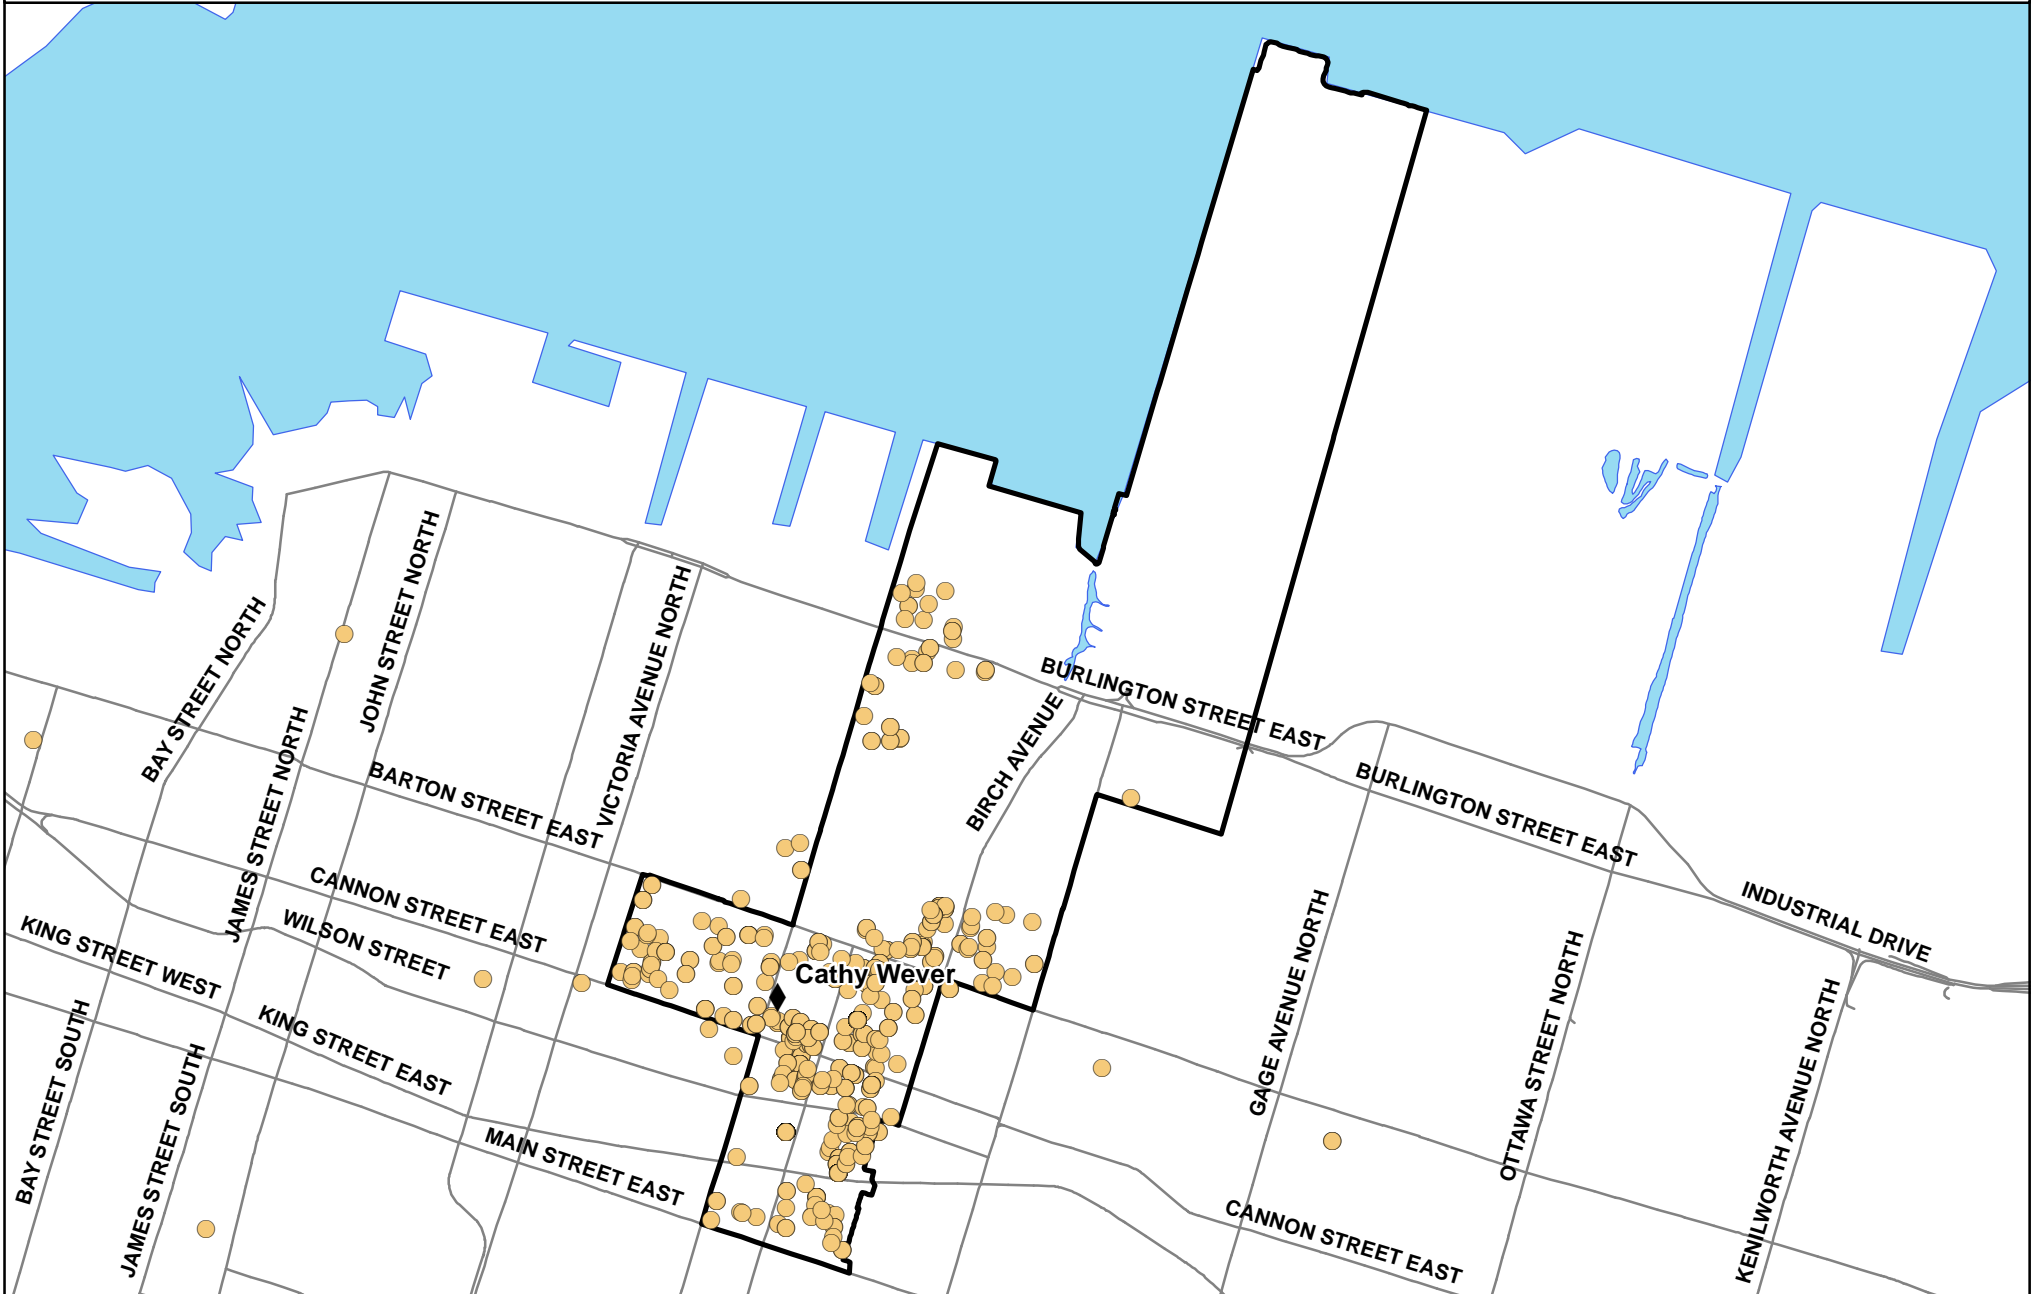 JOHN STREET NORTH
VICTORIA AVENUE NORTH
BAY STREET NORTH
BURLINGTON STREET EAST
BIRCH AVENUE
JAMES STREET NORTH
BARTON STREET EAST
BURLINGTON STREET EAST
CANNON STREET EAST
INDUSTRIAL DRIVE
WILSON STREET
KING STREET WEST
Cathy Wever
GAGE AVENUE NORTH
OTTAWA STREET NORTH
KENILWORTH AVENUE NORTH
KING STREET EAST
BAY STREET SOUTH
JAMES STREET SOUTH
MAIN STREET EAST
CANNON STREET EAST